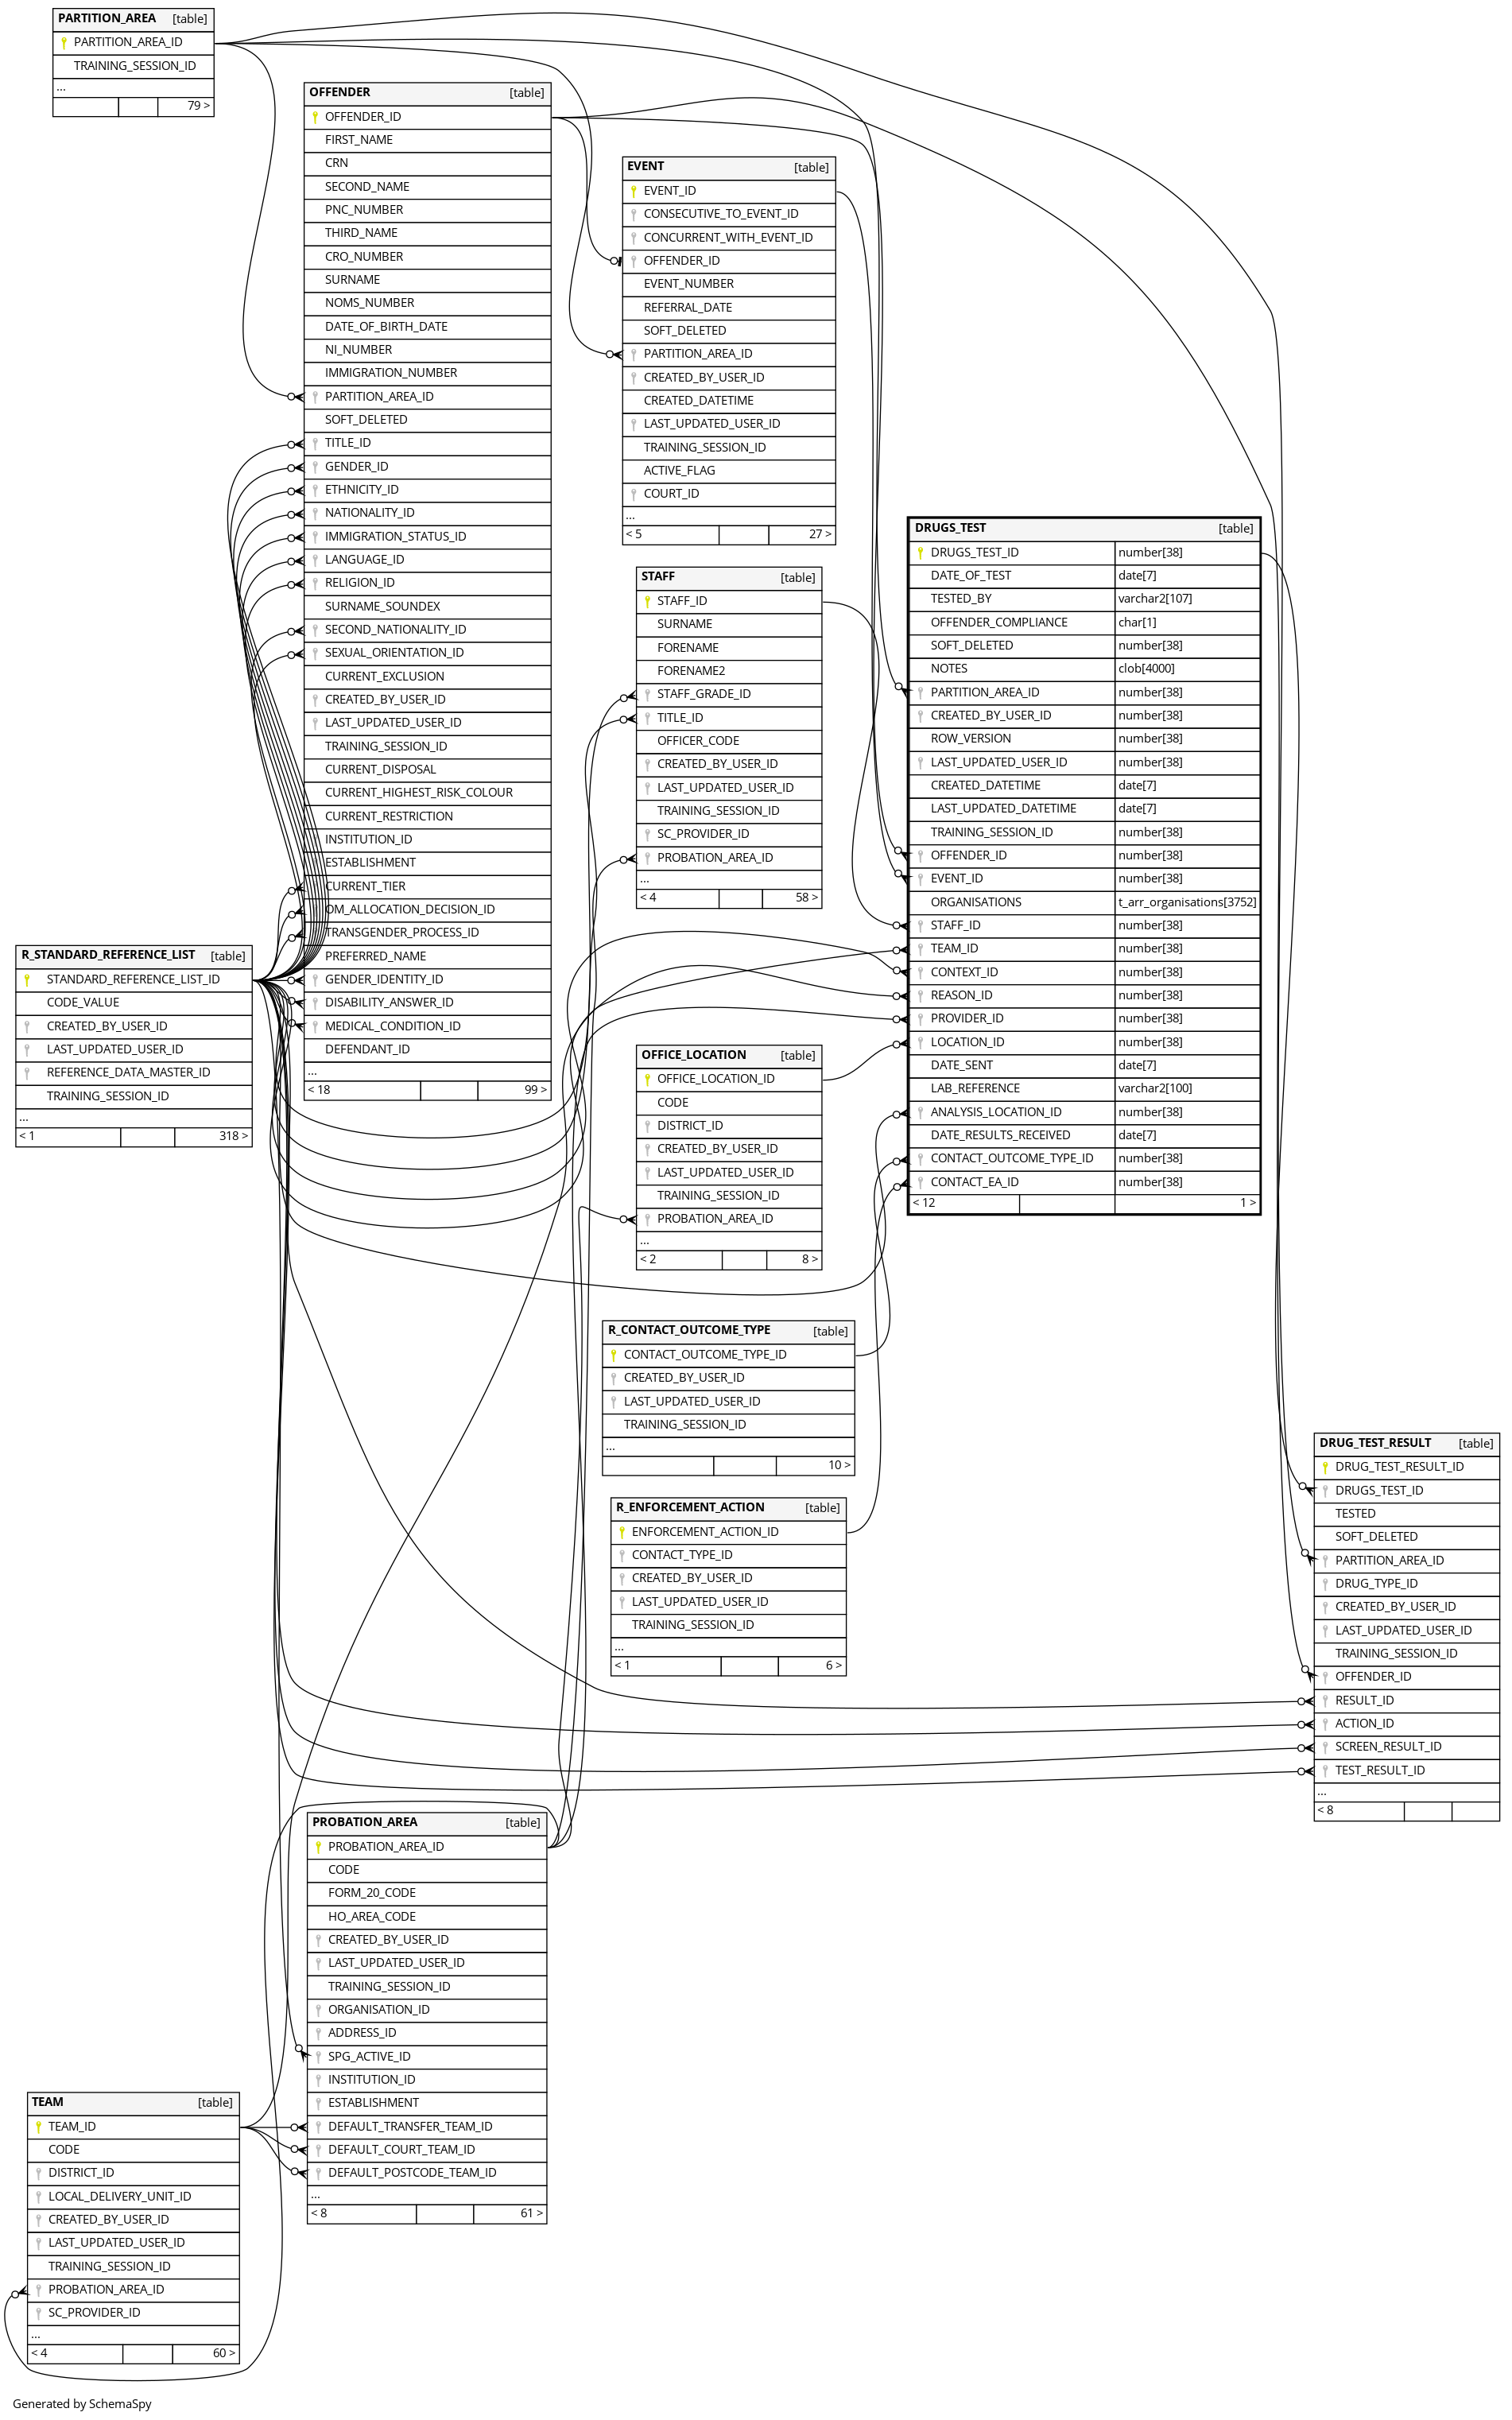 PARTITION_AREA [table]
PARTITION_AREA_ID
TRAINING_SESSION_ID
...
79 >
OFFENDER [table]
OFFENDER_ID
FIRST_NAME
CRN
SECOND_NAME
PNC_NUMBER
THIRD_NAME
CRO_NUMBER
SURNAME
NOMS_NUMBER
DATE_OF_BIRTH_DATE
NI_NUMBER
IMMIGRATION_NUMBER
PARTITION_AREA_ID
SOFT_DELETED
TITLE_ID
GENDER_ID
ETHNICITY_ID
NATIONALITY_ID
IMMIGRATION_STATUS_ID
LANGUAGE_ID
RELIGION_ID
SURNAME_SOUNDEX
SECOND_NATIONALITY_ID
SEXUAL_ORIENTATION_ID
CURRENT_EXCLUSION
CREATED_BY_USER_ID
LAST_UPDATED_USER_ID
TRAINING_SESSION_ID
CURRENT_DISPOSAL
CURRENT_HIGHEST_RISK_COLOUR
CURRENT_RESTRICTION
INSTITUTION_ID
ESTABLISHMENT
CURRENT_TIER
OM_ALLOCATION_DECISION_ID
TRANSGENDER_PROCESS_ID
PREFERRED_NAME
GENDER_IDENTITY_ID
DISABILITY_ANSWER_ID
MEDICAL_CONDITION_ID
DEFENDANT_ID
...
< 18 99 >
EVENT [table]
EVENT_ID
CONSECUTIVE_TO_EVENT_ID
CONCURRENT_WITH_EVENT_ID
OFFENDER_ID
EVENT_NUMBER
REFERRAL_DATE
SOFT_DELETED
PARTITION_AREA_ID
CREATED_BY_USER_ID
CREATED_DATETIME
LAST_UPDATED_USER_ID
TRAINING_SESSION_ID
ACTIVE_FLAG
COURT_ID
...
< 5 27 >
DRUGS_TEST [table]
DRUGS_TEST_ID number[38]
DATE_OF_TEST date[7]
TESTED_BY varchar2[107]
OFFENDER_COMPLIANCE char[1]
SOFT_DELETED number[38]
NOTES clob[4000]
PARTITION_AREA_ID number[38]
CREATED_BY_USER_ID number[38]
ROW_VERSION number[38]
LAST_UPDATED_USER_ID number[38]
CREATED_DATETIME date[7]
LAST_UPDATED_DATETIME date[7]
TRAINING_SESSION_ID number[38]
OFFENDER_ID number[38]
EVENT_ID number[38]
ORGANISATIONS t_arr_organisations[3752]
STAFF_ID number[38]
TEAM_ID number[38]
CONTEXT_ID number[38]
REASON_ID number[38]
PROVIDER_ID number[38]
LOCATION_ID number[38]
DATE_SENT date[7]
LAB_REFERENCE varchar2[100]
ANALYSIS_LOCATION_ID number[38]
DATE_RESULTS_RECEIVED date[7]
CONTACT_OUTCOME_TYPE_ID number[38]
CONTACT_EA_ID number[38]
< 12 1 >
STAFF [table]
STAFF_ID
SURNAME
FORENAME
FORENAME2
STAFF_GRADE_ID
TITLE_ID
OFFICER_CODE
CREATED_BY_USER_ID
LAST_UPDATED_USER_ID
TRAINING_SESSION_ID
SC_PROVIDER_ID
PROBATION_AREA_ID
...
< 4 58 >
R_STANDARD_REFERENCE_LIST [table]
STANDARD_REFERENCE_LIST_ID
CODE_VALUE
CREATED_BY_USER_ID
LAST_UPDATED_USER_ID
REFERENCE_DATA_MASTER_ID
TRAINING_SESSION_ID
...
< 1 318 >
OFFICE_LOCATION [table]
OFFICE_LOCATION_ID
CODE
DISTRICT_ID
CREATED_BY_USER_ID
LAST_UPDATED_USER_ID
TRAINING_SESSION_ID
PROBATION_AREA_ID
...
< 2 8 >
R_CONTACT_OUTCOME_TYPE [table]
CONTACT_OUTCOME_TYPE_ID
CREATED_BY_USER_ID
LAST_UPDATED_USER_ID
TRAINING_SESSION_ID
...
10 >
R_ENFORCEMENT_ACTION [table]
ENFORCEMENT_ACTION_ID
CONTACT_TYPE_ID
CREATED_BY_USER_ID
LAST_UPDATED_USER_ID
TRAINING_SESSION_ID
...
< 1 6 >
DRUG_TEST_RESULT [table]
DRUG_TEST_RESULT_ID
DRUGS_TEST_ID
TESTED
SOFT_DELETED
PARTITION_AREA_ID
DRUG_TYPE_ID
CREATED_BY_USER_ID
LAST_UPDATED_USER_ID
TRAINING_SESSION_ID
OFFENDER_ID
RESULT_ID
ACTION_ID
SCREEN_RESULT_ID
TEST_RESULT_ID
...
< 8
PROBATION_AREA [table]
PROBATION_AREA_ID
CODE
FORM_20_CODE
HO_AREA_CODE
CREATED_BY_USER_ID
LAST_UPDATED_USER_ID
TRAINING_SESSION_ID
ORGANISATION_ID
ADDRESS_ID
SPG_ACTIVE_ID
INSTITUTION_ID
ESTABLISHMENT
DEFAULT_TRANSFER_TEAM_ID
DEFAULT_COURT_TEAM_ID
DEFAULT_POSTCODE_TEAM_ID
...
< 8 61 >
TEAM [table]
TEAM_ID
CODE
DISTRICT_ID
LOCAL_DELIVERY_UNIT_ID
CREATED_BY_USER_ID
LAST_UPDATED_USER_ID
TRAINING_SESSION_ID
PROBATION_AREA_ID
SC_PROVIDER_ID
...
< 4 60 >
Generated by SchemaSpy